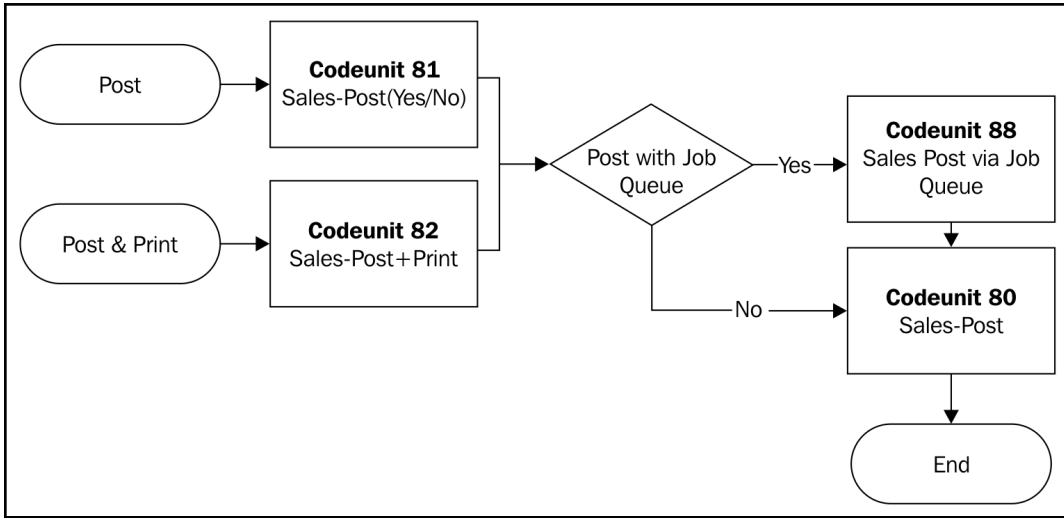 Post
Codeunit 81
Sales-Post(Yes/No)
Post & Print
Codeunit 82
Sales-Post+Print
Post with Job
Queue
Yes
No
Codeunit 88
Sales Post via Job
Queue
Codeunit 80
Sales-Post
End